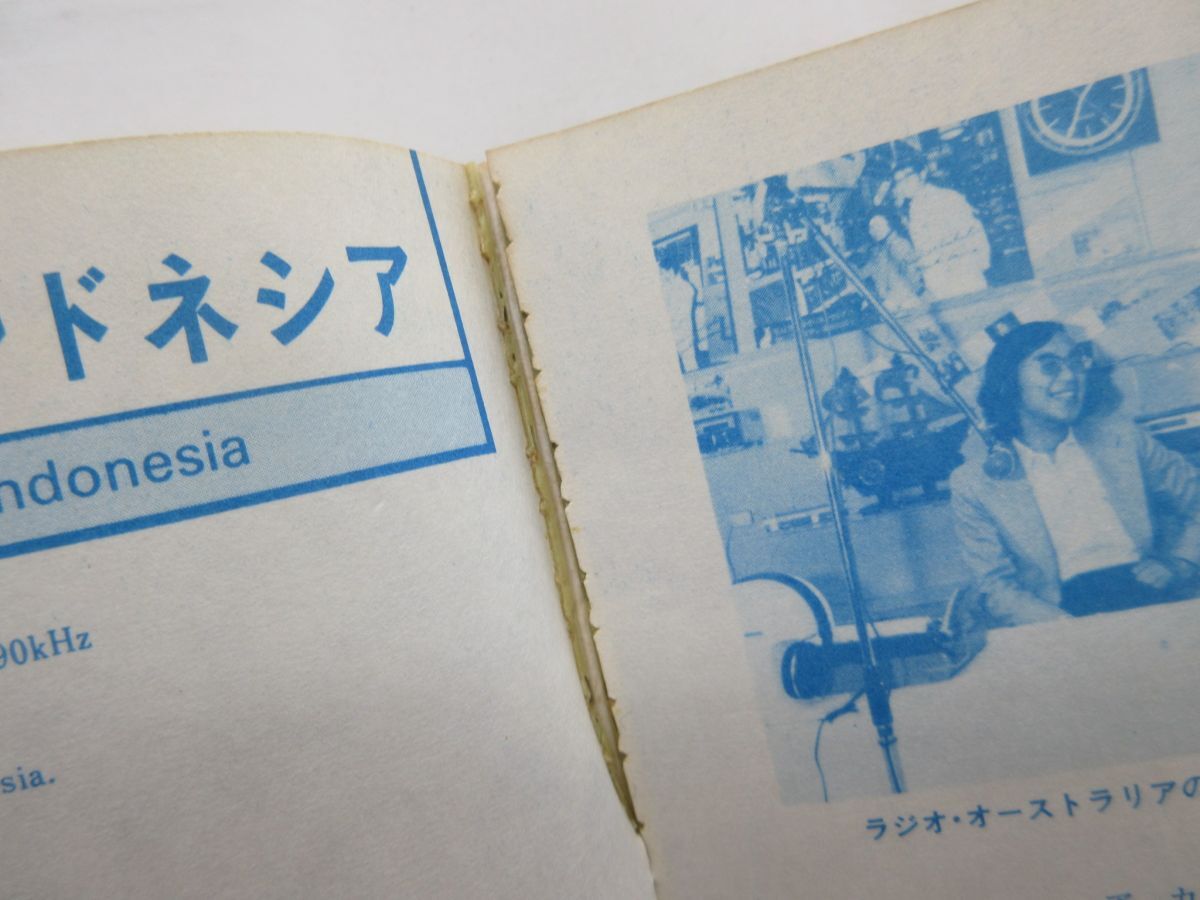 ドネシア
ndonesia
90kHz
sia.
ラジオ・オーストラリアの